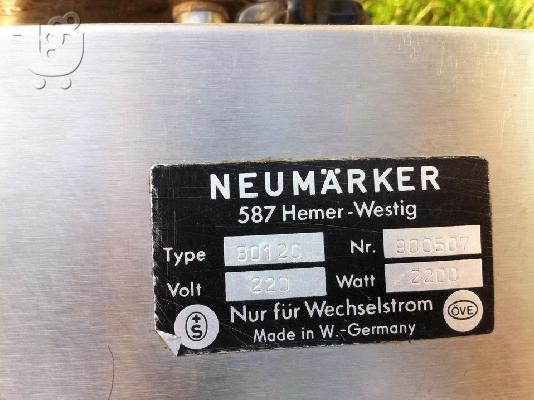 NEUMÄRKER
587 Hemer-Westig
Type 80120 Nr. 800507
Volt 220 Watt 2200
+S Nur für Wechselstrom ÖVE
Made in W.-Germany